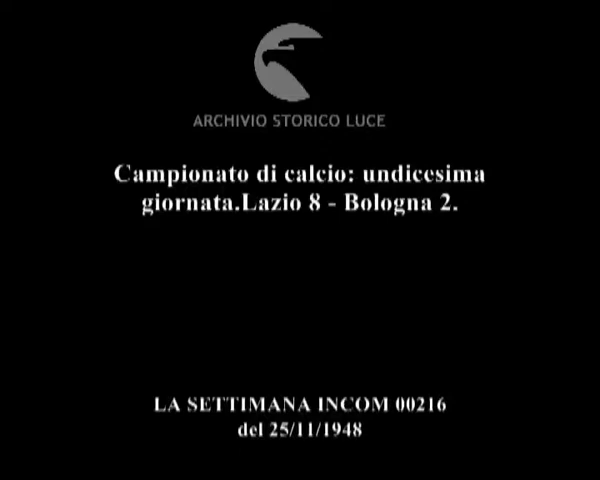 ARCHIVIO STORICO LUCE
Campionato di calcio: undicesima
giornata.Lazio 8 - Bologna 2.
LA SETTIMANA INCOM 00216
del 25/11/1948